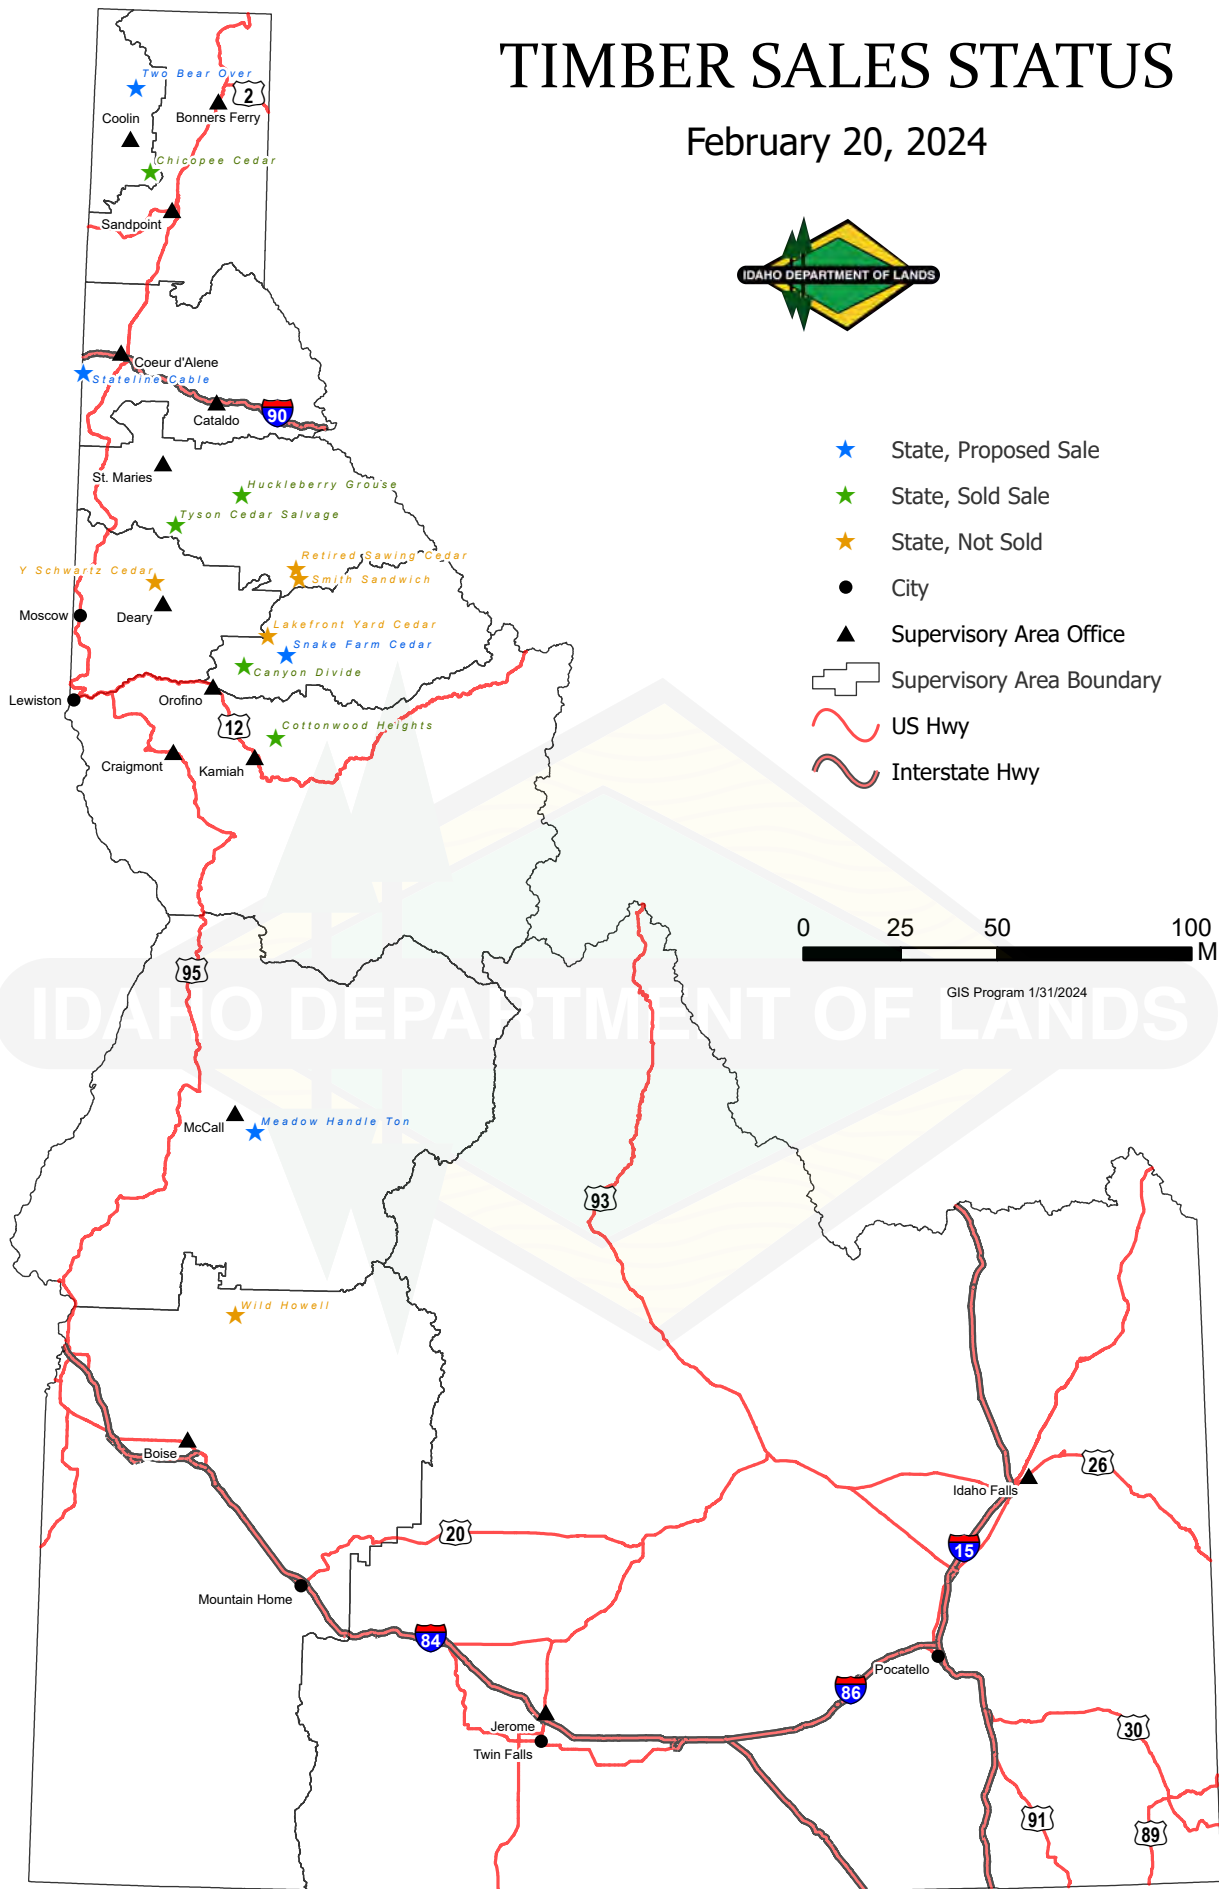 TIMBER SALES STATUS
February 20, 2024
IDAHO DEPARTMENT OF LANDS
Two Bear Over
2
Coolin
Bonners Ferry
Chicopee Cedar
Sandpoint
Coeur d'Alene
Stateline Cable
90
Cataldo
St. Maries
Huckleberry Grouse
Tyson Cedar Salvage
Retired Sawing Cedar
Y Schwartz Cedar
Smith Sandwich
Moscow
Deary
Lakefront Yard Cedar
Snake Farm Cedar
Canyon Divide
Lewiston
Orofino
12
Cottonwood Heights
Craigmont
Kamiah
State, Proposed Sale
State, Sold Sale
State, Not Sold
City
Supervisory Area Office
Supervisory Area Boundary
US Hwy
Interstate Hwy
0 25 50 100
M
GIS Program 1/31/2024
95
IDAHO DEPARTMENT OF LANDS
McCall
Meadow Handle Ton
93
Wild Howell
Boise
26
Idaho Falls
20
15
Mountain Home
84
Pocatello
86
Jerome
Twin Falls
30
91
89